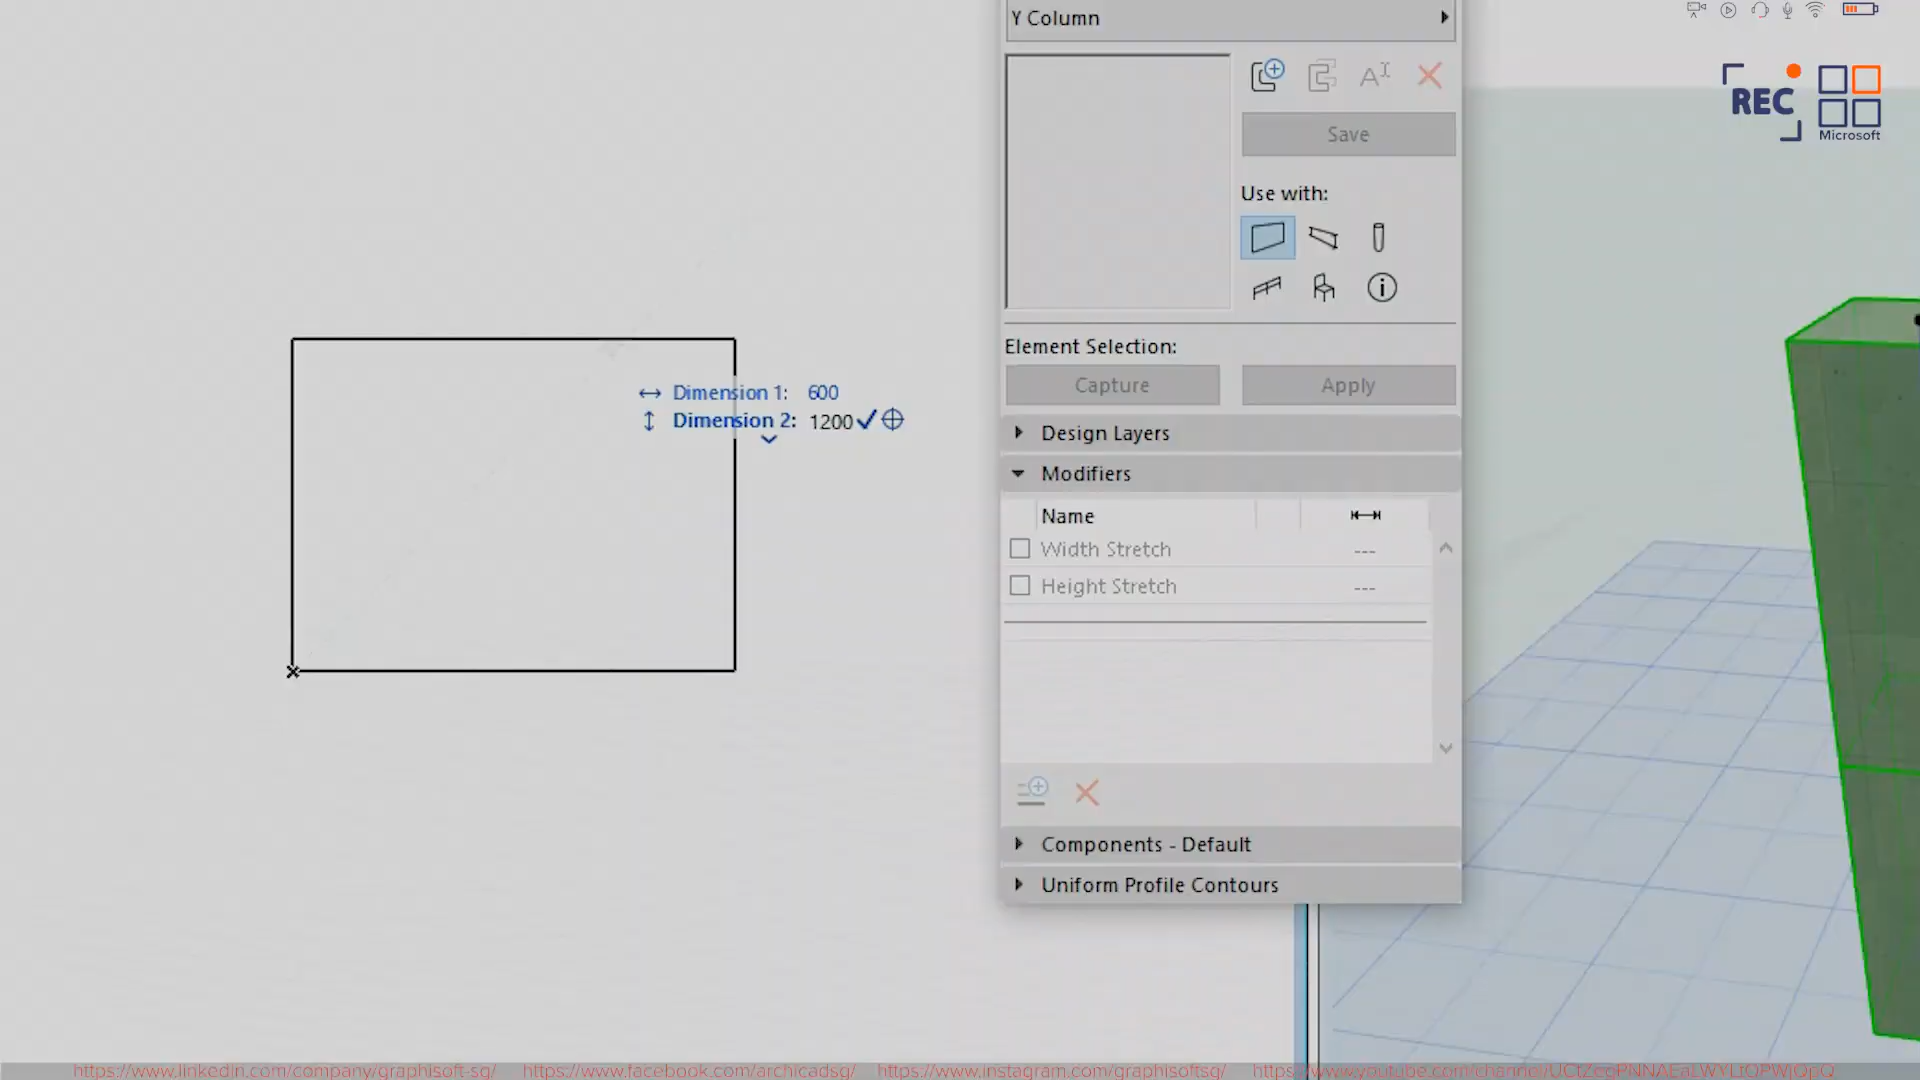 Y Column
REC
Microsoft
Save
Use with:
Element Selection:
Capture
Apply
Dimension 1: 600
Dimension 2: 1200
Design Layers
Modifiers
Name
Width Stretch ---
Height Stretch ---
Components - Default
Uniform Profile Contours
https://www.linkedin.com/company/graphisoft-sg/ https://www.facebook.com/archicadsg/ https://www.instagram.com/graphisoftsg/